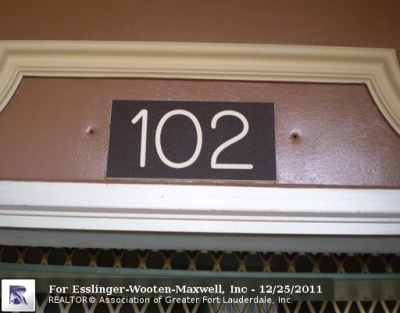 102
For Esslinger-Wooten-Maxwell, Inc - 12/25/2011
REALTOR® Association of Greater Fort Lauderdale, Inc.